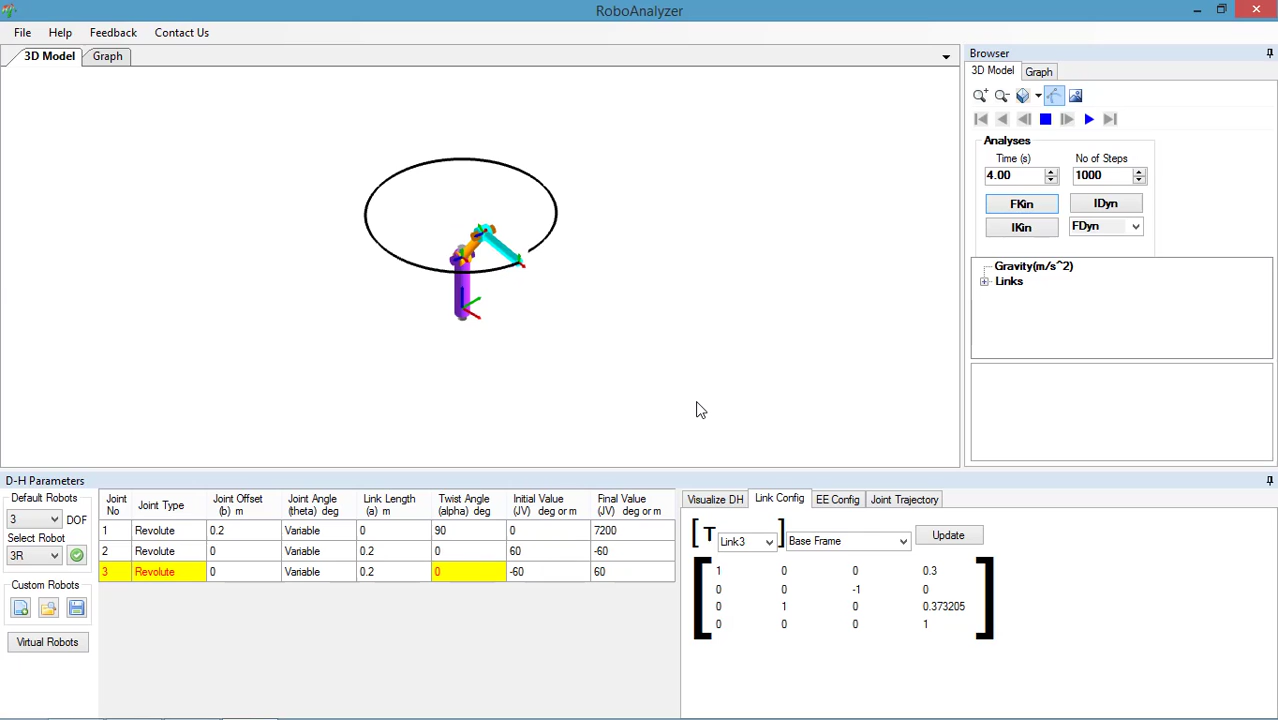 RoboAnalyzer
File Help Feedback Contact Us
3D Model Graph
Browser
3D Model Graph
Analyses
Time (s) No of Steps
4.00 1000
FKin IDyn
IKin FDyn
Gravity(m/s^2)
Links
D-H Parameters
Default Robots
3 DOF
Select Robot
3R
Custom Robots
Virtual Robots
Joint No Joint Type Joint Offset (b) m Joint Angle (theta) deg Link Length (a) m Twist Angle (alpha) deg Initial Value (JV) deg or m Final Value (JV) deg or m
1 Revolute 0.2 Variable 0 90 0 7200
2 Revolute 0 Variable 0.2 0 60 -60
3 Revolute 0 Variable 0.2 0 -60 60
Visualize DH Link Config EE Config Joint Trajectory
[ T Link3 ] Base Frame Update
1 0 0 0.3
0 0 -1 0
0 1 0 0.373205
0 0 0 1